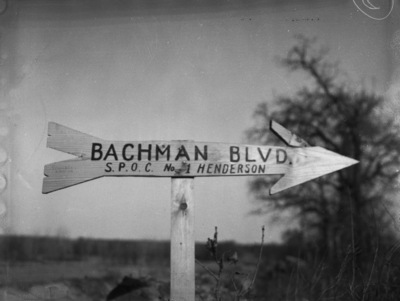 BACHMAN BLVD.
S.P.O.C. No. 1 HENDERSON